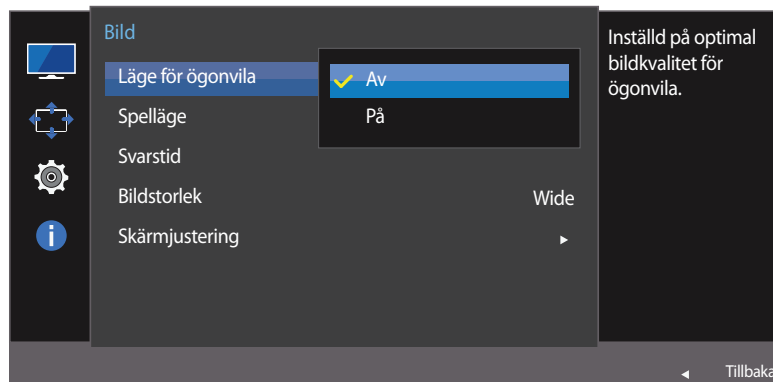 Bild
Läge för ögonvila
Av
Spelläge
På
Svarstid
Bildstorlek Wide
Skärmjustering
Inställd på optimal
bildkvalitet för
ögonvila.
Tillbaka